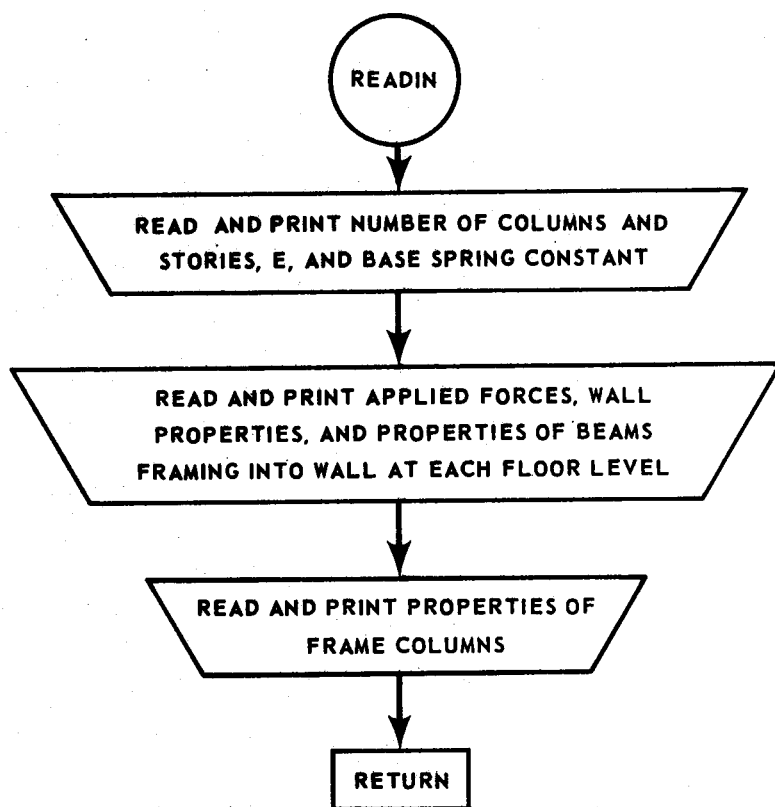 READIN
READ AND PRINT NUMBER OF COLUMNS AND
STORIES, E, AND BASE SPRING CONSTANT
READ AND PRINT APPLIED FORCES, WALL
PROPERTIES, AND PROPERTIES OF BEAMS
FRAMING INTO WALL AT EACH FLOOR LEVEL
READ AND PRINT PROPERTIES OF
FRAME COLUMNS
RETURN